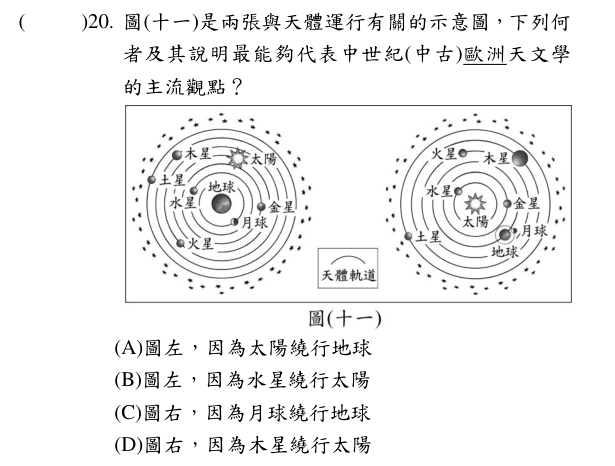 (　　)20. 圖(十一)是兩張與天體運行有關的示意圖，下列何
者及其說明最能夠代表中世紀(中古)歐洲天文學
的主流觀點？
木星 太陽
土星 地球
水星 金星
月球
火星
火星 木星
水星 金星
太陽 月球
土星 地球
天體軌道
圖(十一)
(A)圖左，因為太陽繞行地球
(B)圖左，因為水星繞行太陽
(C)圖右，因為月球繞行地球
(D)圖右，因為木星繞行太陽